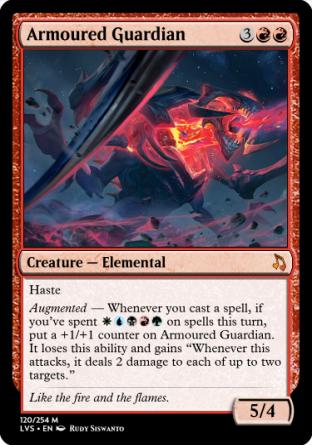 Armoured Guardian 3
Creature — Elemental
Haste
Augmented — Whenever you cast a spell, if
you've spent on spells this turn,
put a +1/+1 counter on Armoured Guardian.
It loses this ability and gains “Whenever this
attacks, it deals 2 damage to each of up to two
targets.”
Like the fire and the flames.
5/4
120/254 M
LVS • EN RUDY SISWANTO